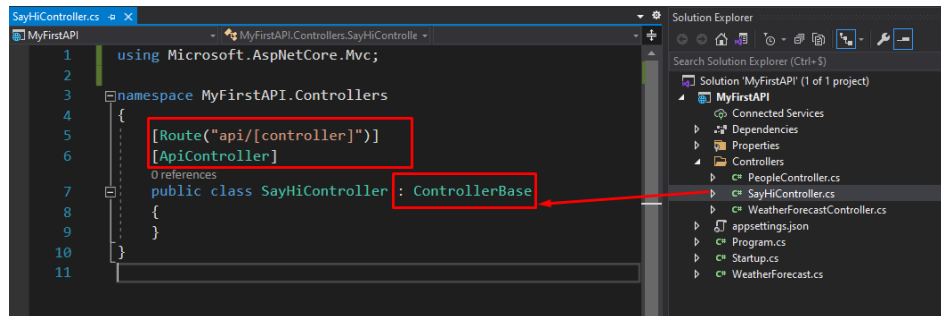 SayHiController.cs
Solution Explorer
MyFirstAPI
MyFirstAPI.Controllers.SayHiControlle
Search Solution Explorer (Ctrl+$)
1 using Microsoft.AspNetCore.Mvc;
2
3 namespace MyFirstAPI.Controllers
4 {
5 [Route("api/[controller]")]
6 [ApiController]
0 references
7 public class SayHiController : ControllerBase
8 {
9 }
10 }
11
Solution 'MyFirstAPI' (1 of 1 project)
MyFirstAPI
Connected Services
Dependencies
Properties
Controllers
C# PeopleController.cs
C# SayHiController.cs
C# WeatherForecastController.cs
appsettings.json
C# Program.cs
C# Startup.cs
C# WeatherForecast.cs